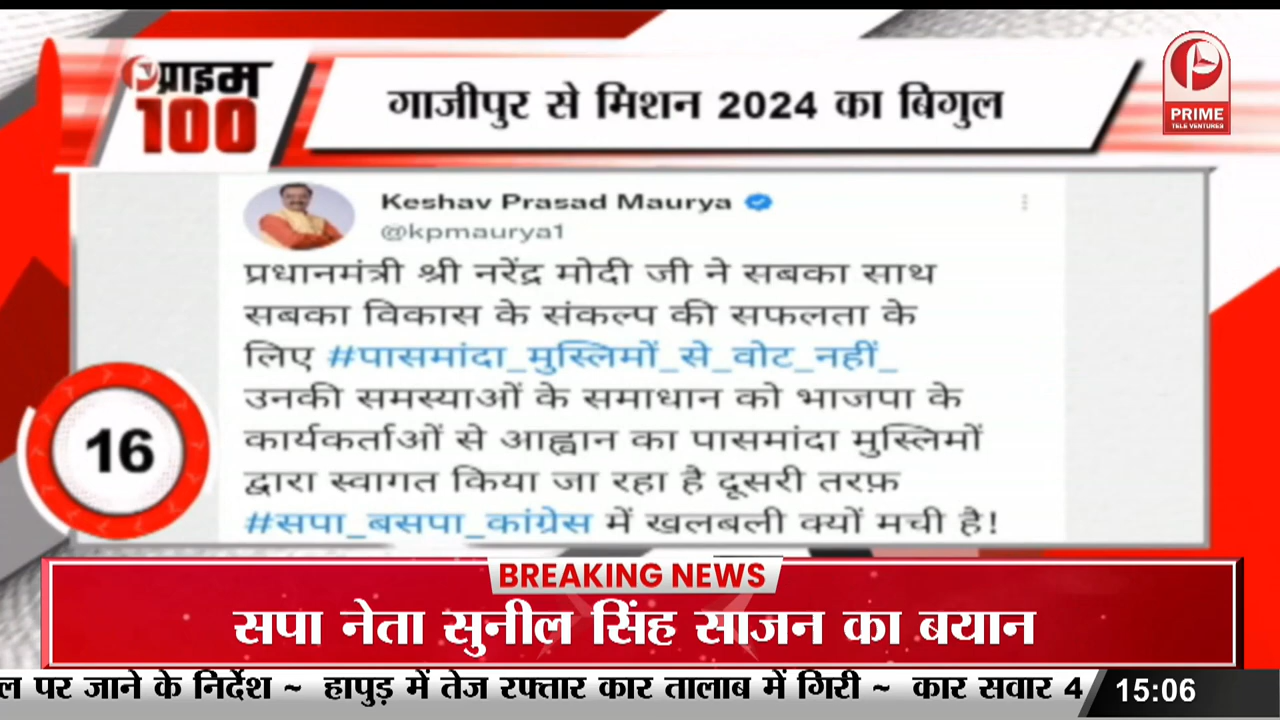 प्राइम
100
गाजीपुर से मिशन 2024 का बिगुल
PRIME
TELE VENTURES
Keshav Prasad Maurya
@kpmaurya1
प्रधानमंत्री श्री नरेंद्र मोदी जी ने सबका साथ
सबका विकास के संकल्प की सफलता के
लिए #पासमांदा_मुस्लिमों_से_वोट_नहीं_
उनकी समस्याओं के समाधान को भाजपा के
कार्यकर्ताओं से आह्वान का पासमांदा मुस्लिमों
द्वारा स्वागत किया जा रहा है दूसरी तरफ़
#सपा_बसपा_कांग्रेस में खलबली क्यों मची है!
16
BREAKING NEWS
सपा नेता सुनील सिंह साजन का बयान
ल पर जाने के निर्देश ~ हापुड़ में तेज रफ्तार कार तालाब में गिरी ~ कार सवार 4
15:06